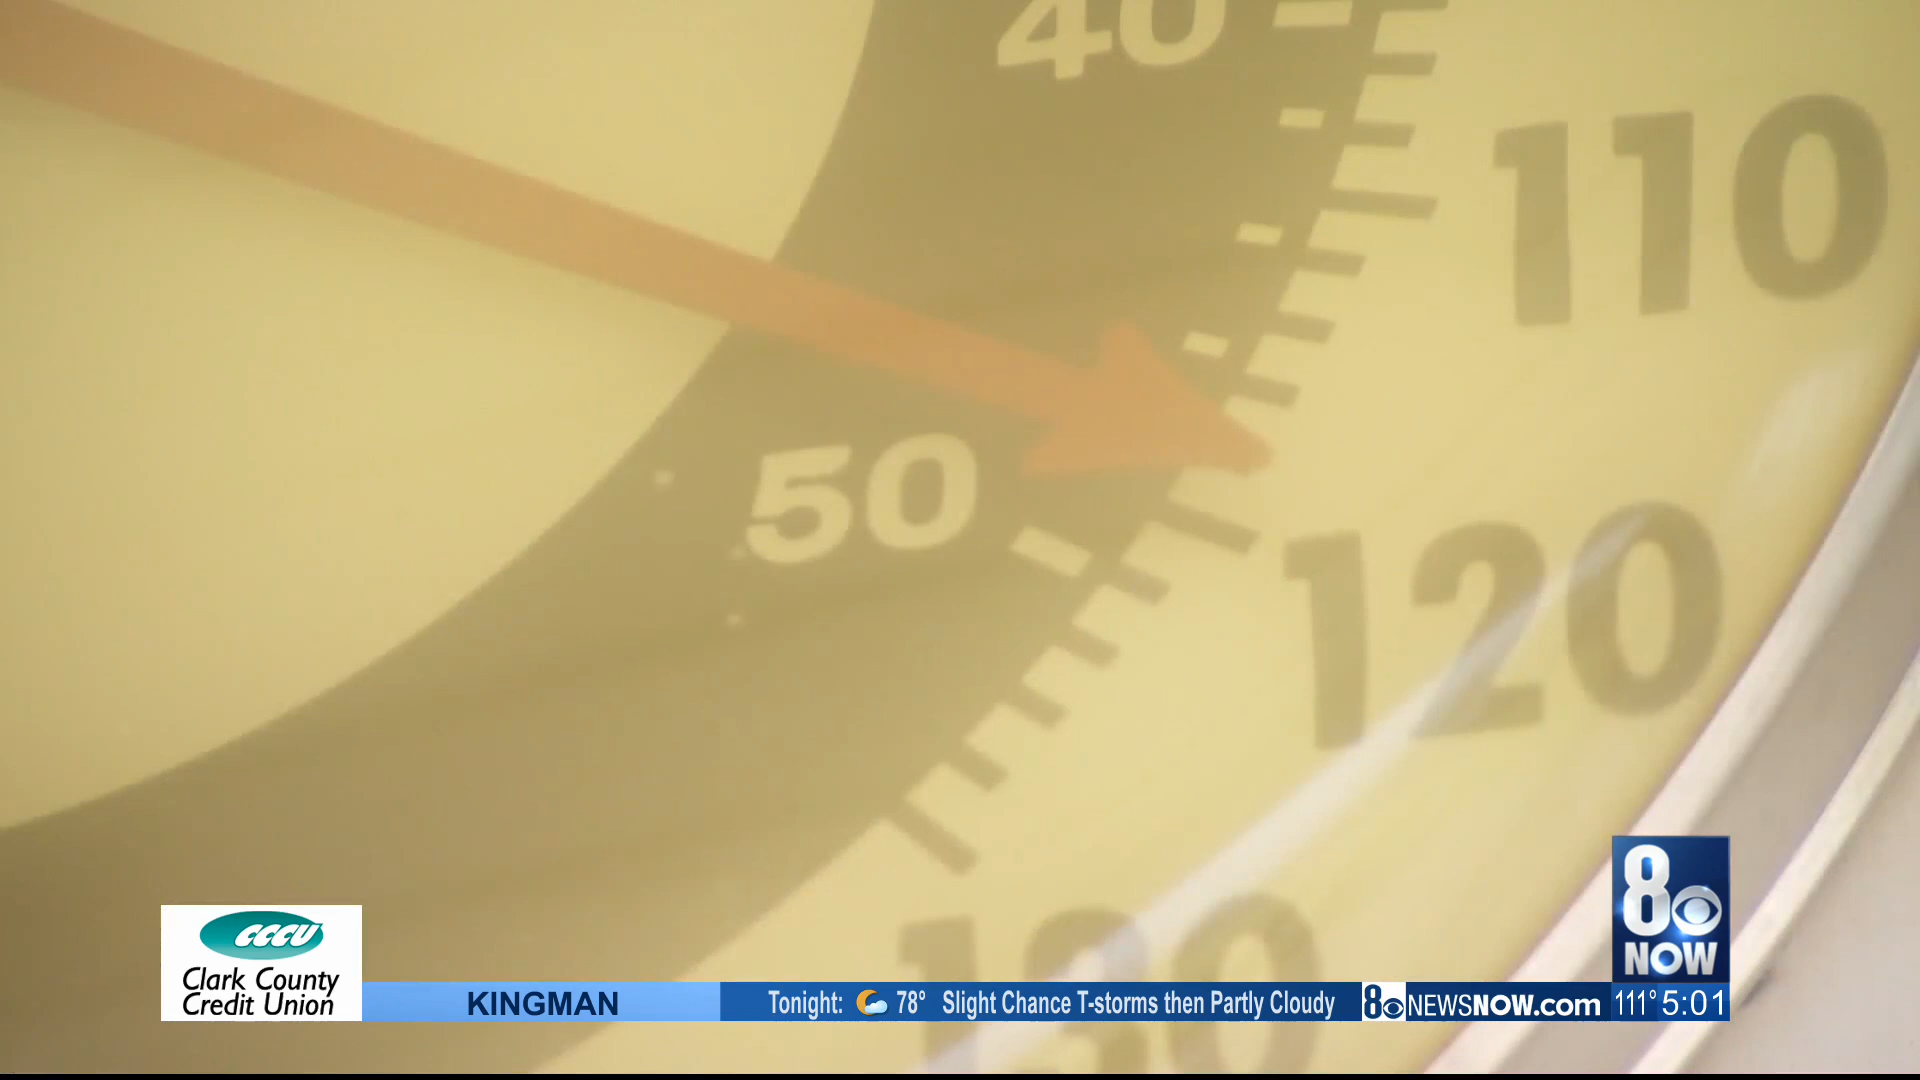 40
110
50
120
130
CCCU
Clark County
Credit Union
KINGMAN
Tonight: 78° Slight Chance T-storms then Partly Cloudy
8 NEWSNOW.com
8
NOW
111° 5:01